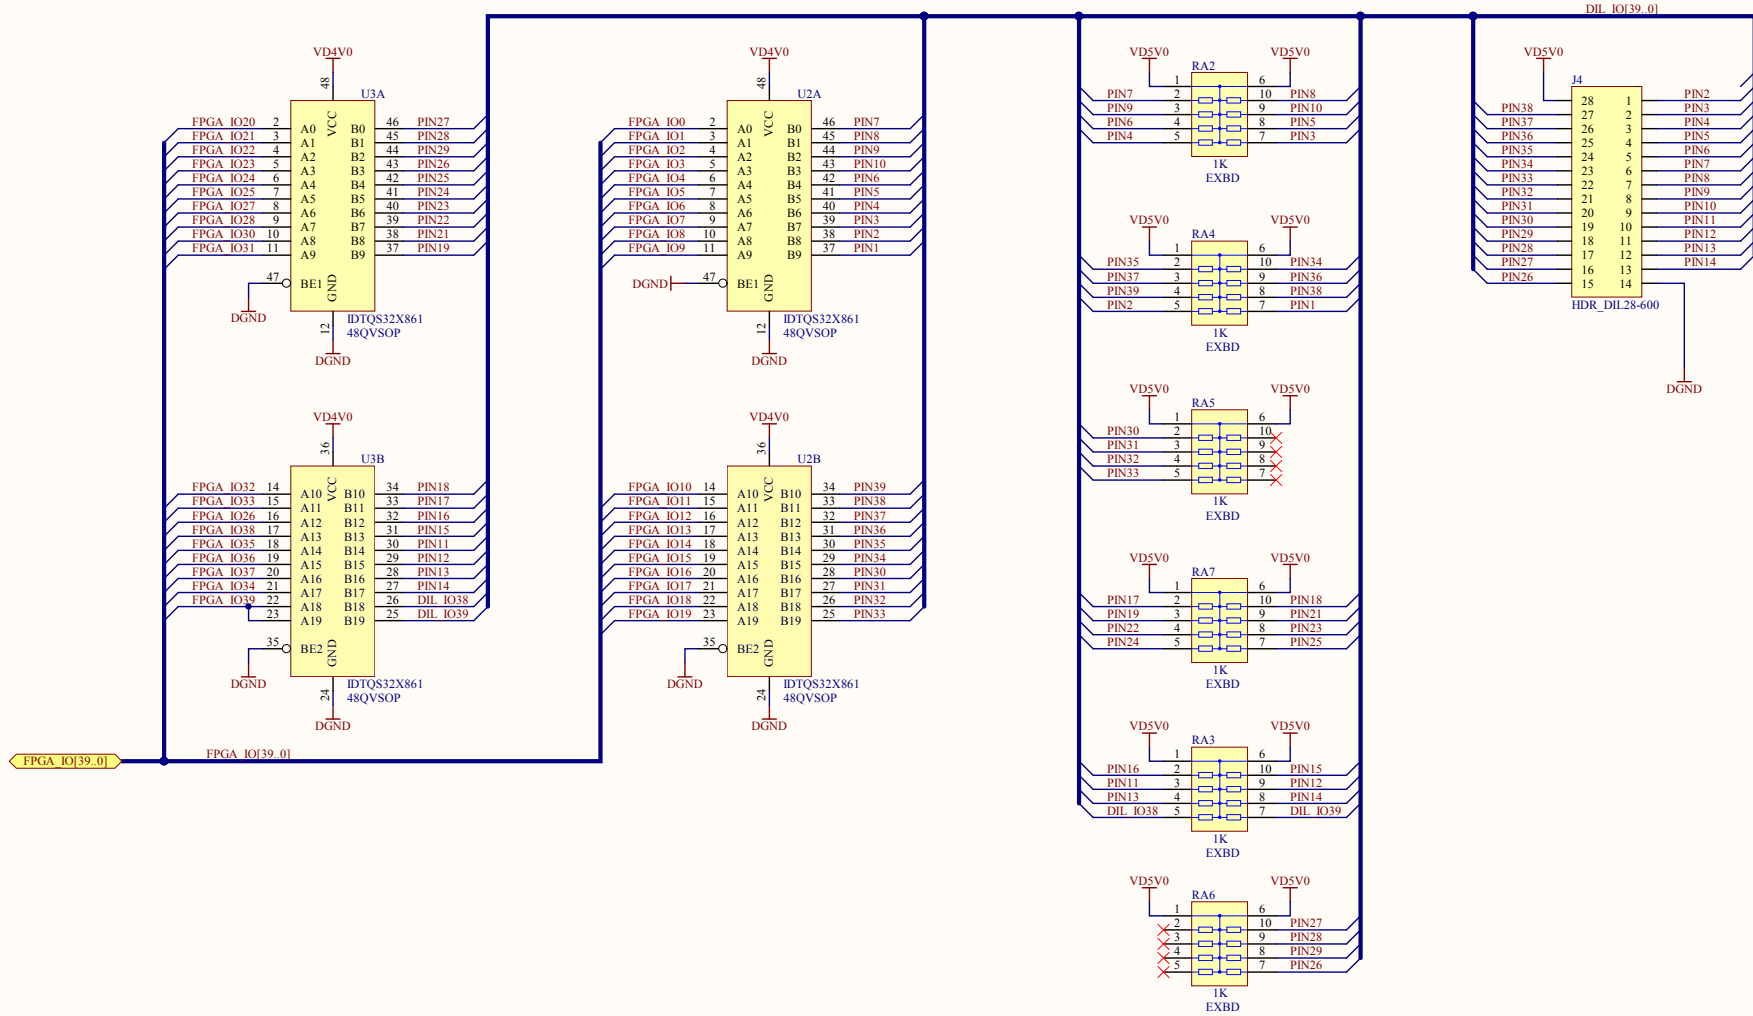 DIL_IO[39..0]
VD4V0
48
U3A
FPGA_IO20 2 A0 VCC B0 46 PIN27
FPGA_IO21 3 A1 B1 45 PIN28
FPGA_IO22 4 A2 B2 44 PIN29
FPGA_IO23 5 A3 B3 43 PIN26
FPGA_IO24 6 A4 B4 42 PIN25
FPGA_IO25 7 A5 B5 41 PIN24
FPGA_IO27 8 A6 B6 40 PIN23
FPGA_IO28 9 A7 B7 39 PIN22
FPGA_IO30 10 A8 B8 38 PIN21
FPGA_IO31 11 A9 B9 37 PIN19
47 BE1 GND
DGND
12
IDTQS32X861
48QVSOP
DGND
VD4V0
36
U3B
FPGA_IO32 14 A10 VCC B10 34 PIN18
FPGA_IO33 15 A11 B11 33 PIN17
FPGA_IO26 16 A12 B12 32 PIN16
FPGA_IO38 17 A13 B13 31 PIN15
FPGA_IO35 18 A14 B14 30 PIN11
FPGA_IO36 19 A15 B15 29 PIN12
FPGA_IO37 20 A16 B16 28 PIN13
FPGA_IO34 21 A17 B17 27 PIN14
FPGA_IO39 22 A18 B18 26 DIL_IO38
23 A19 B19 25 DIL_IO39
35 BE2 GND
DGND
24
IDTQS32X861
48QVSOP
DGND
FPGA_IO[39..0]
FPGA_IO[39..0]
VD4V0
48
U2A
FPGA_IO0 2 A0 VCC B0 46 PIN7
FPGA_IO1 3 A1 B1 45 PIN8
FPGA_IO2 4 A2 B2 44 PIN9
FPGA_IO3 5 A3 B3 43 PIN10
FPGA_IO4 6 A4 B4 42 PIN6
FPGA_IO5 7 A5 B5 41 PIN5
FPGA_IO6 8 A6 B6 40 PIN4
FPGA_IO7 9 A7 B7 39 PIN3
FPGA_IO8 10 A8 B8 38 PIN2
FPGA_IO9 11 A9 B9 37 PIN1
DGND 47 BE1 GND
12
IDTQS32X861
48QVSOP
DGND
VD4V0
36
U2B
FPGA_IO10 14 A10 VCC B10 34 PIN39
FPGA_IO11 15 A11 B11 33 PIN38
FPGA_IO12 16 A12 B12 32 PIN37
FPGA_IO13 17 A13 B13 31 PIN36
FPGA_IO14 18 A14 B14 30 PIN35
FPGA_IO15 19 A15 B15 29 PIN34
FPGA_IO16 20 A16 B16 28 PIN30
FPGA_IO17 21 A17 B17 27 PIN31
FPGA_IO18 22 A18 B18 26 PIN32
FPGA_IO19 23 A19 B19 25 PIN33
35 BE2 GND
DGND
24
IDTQS32X861
48QVSOP
DGND
VD5V0 VD5V0
RA2
1 6
PIN7 2 10 PIN8
PIN9 3 9 PIN10
PIN6 4 8 PIN5
PIN4 5 7 PIN3
1K
EXBD
VD5V0 VD5V0
RA4
1 6
PIN35 2 10 PIN34
PIN37 3 9 PIN36
PIN39 4 8 PIN38
PIN2 5 7 PIN1
1K
EXBD
VD5V0 VD5V0
RA5
1 6
PIN30 2 10
PIN31 3 9
PIN32 4 8
PIN33 5 7
1K
EXBD
VD5V0 VD5V0
RA7
1 6
PIN17 2 10 PIN18
PIN19 3 9 PIN21
PIN22 4 8 PIN23
PIN24 5 7 PIN25
1K
EXBD
VD5V0 VD5V0
RA3
1 6
PIN16 2 10 PIN15
PIN11 3 9 PIN12
PIN13 4 8 PIN14
DIL_IO38 5 7 DIL_IO39
1K
EXBD
VD5V0 VD5V0
RA6
1 6
2 10 PIN27
3 9 PIN28
4 8 PIN29
5 7 PIN26
1K
EXBD
VD5V0
J4
28 1 PIN2
PIN38 27 2 PIN3
PIN37 26 3 PIN4
PIN36 25 4 PIN5
PIN35 24 5 PIN6
PIN34 23 6 PIN7
PIN33 22 7 PIN8
PIN32 21 8 PIN9
PIN31 20 9 PIN10
PIN30 19 10 PIN11
PIN29 18 11 PIN12
PIN28 17 12 PIN13
PIN27 16 13 PIN14
PIN26 15 14
HDR_DIL28-600
DGND